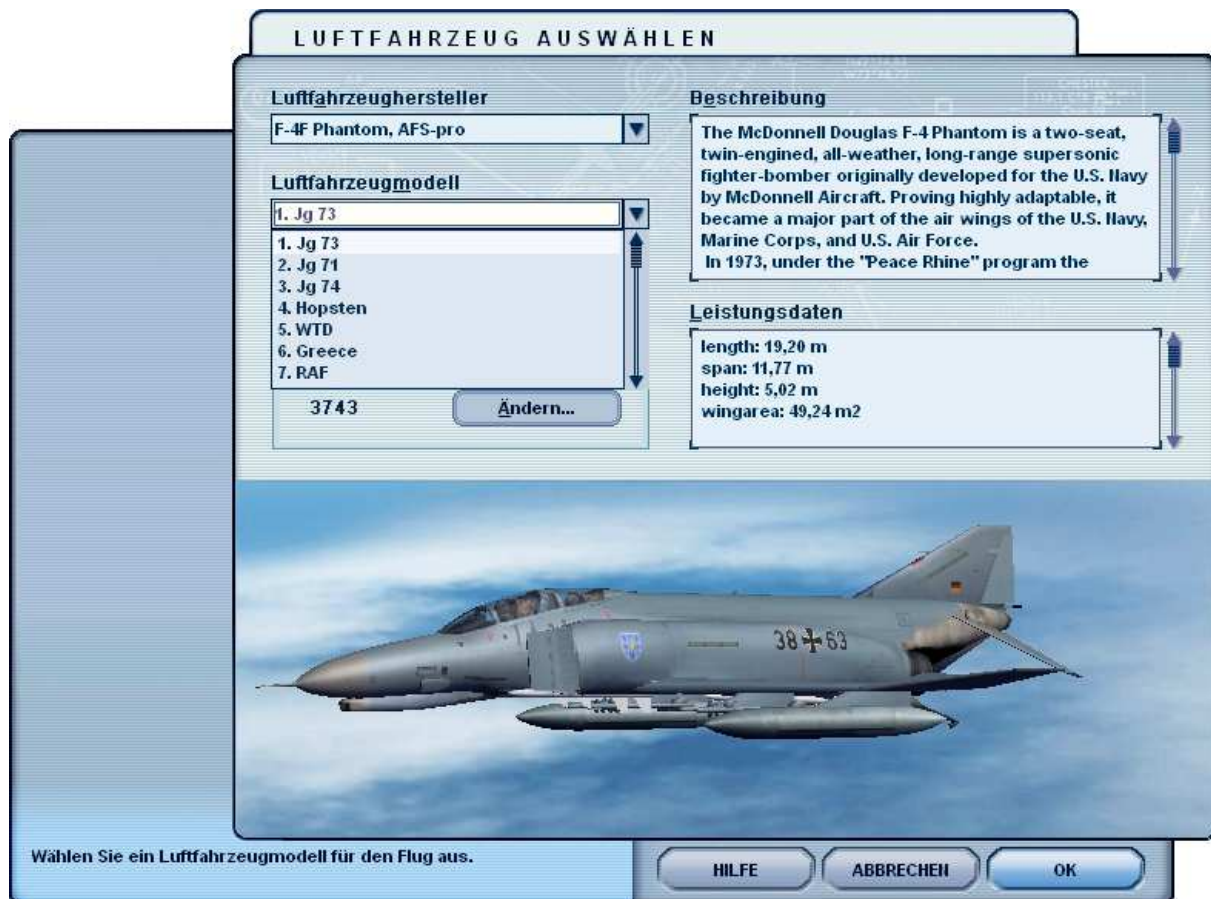 LUFTFAHRZEUG AUSWÄHLEN
Luftfahrzeughersteller
F-4F Phantom, AFS-pro
Luftfahrzeugmodell
1. Jg 73
1. Jg 73
2. Jg 71
3. Jg 74
4. Hopsten
5. WTD
6. Greece
7. RAF
3743
Ändern...
Beschreibung
The McDonnell Douglas F-4 Phantom is a two-seat,
twin-engined, all-weather, long-range supersonic
fighter-bomber originally developed for the U.S. Navy
by McDonnell Aircraft. Proving highly adaptable, it
became a major part of the air wings of the U.S. Navy,
Marine Corps, and U.S. Air Force.
In 1973, under the "Peace Rhine" program the
Leistungsdaten
length: 19,20 m
span: 11,77 m
height: 5,02 m
wingarea: 49,24 m2
38 63
Wählen Sie ein Luftfahrzeugmodell für den Flug aus.
HILFE
ABBRECHEN
OK